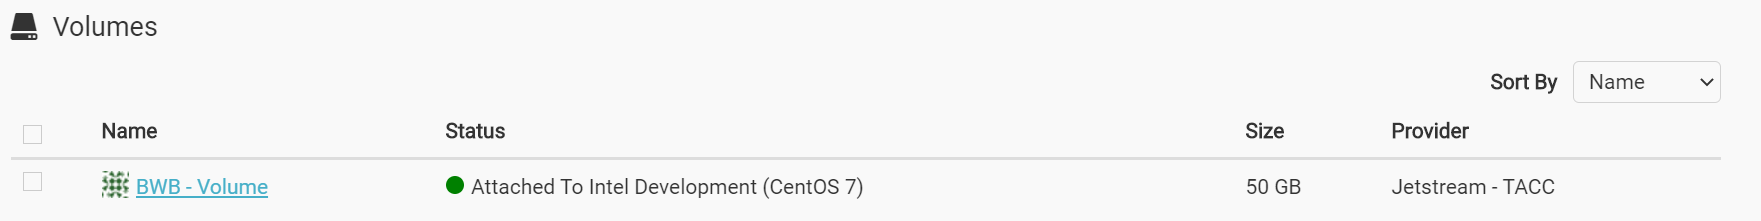 Volumes
Sort By Name
Name Status Size Provider
BWB - Volume Attached To Intel Development (CentOS 7) 50 GB Jetstream - TACC